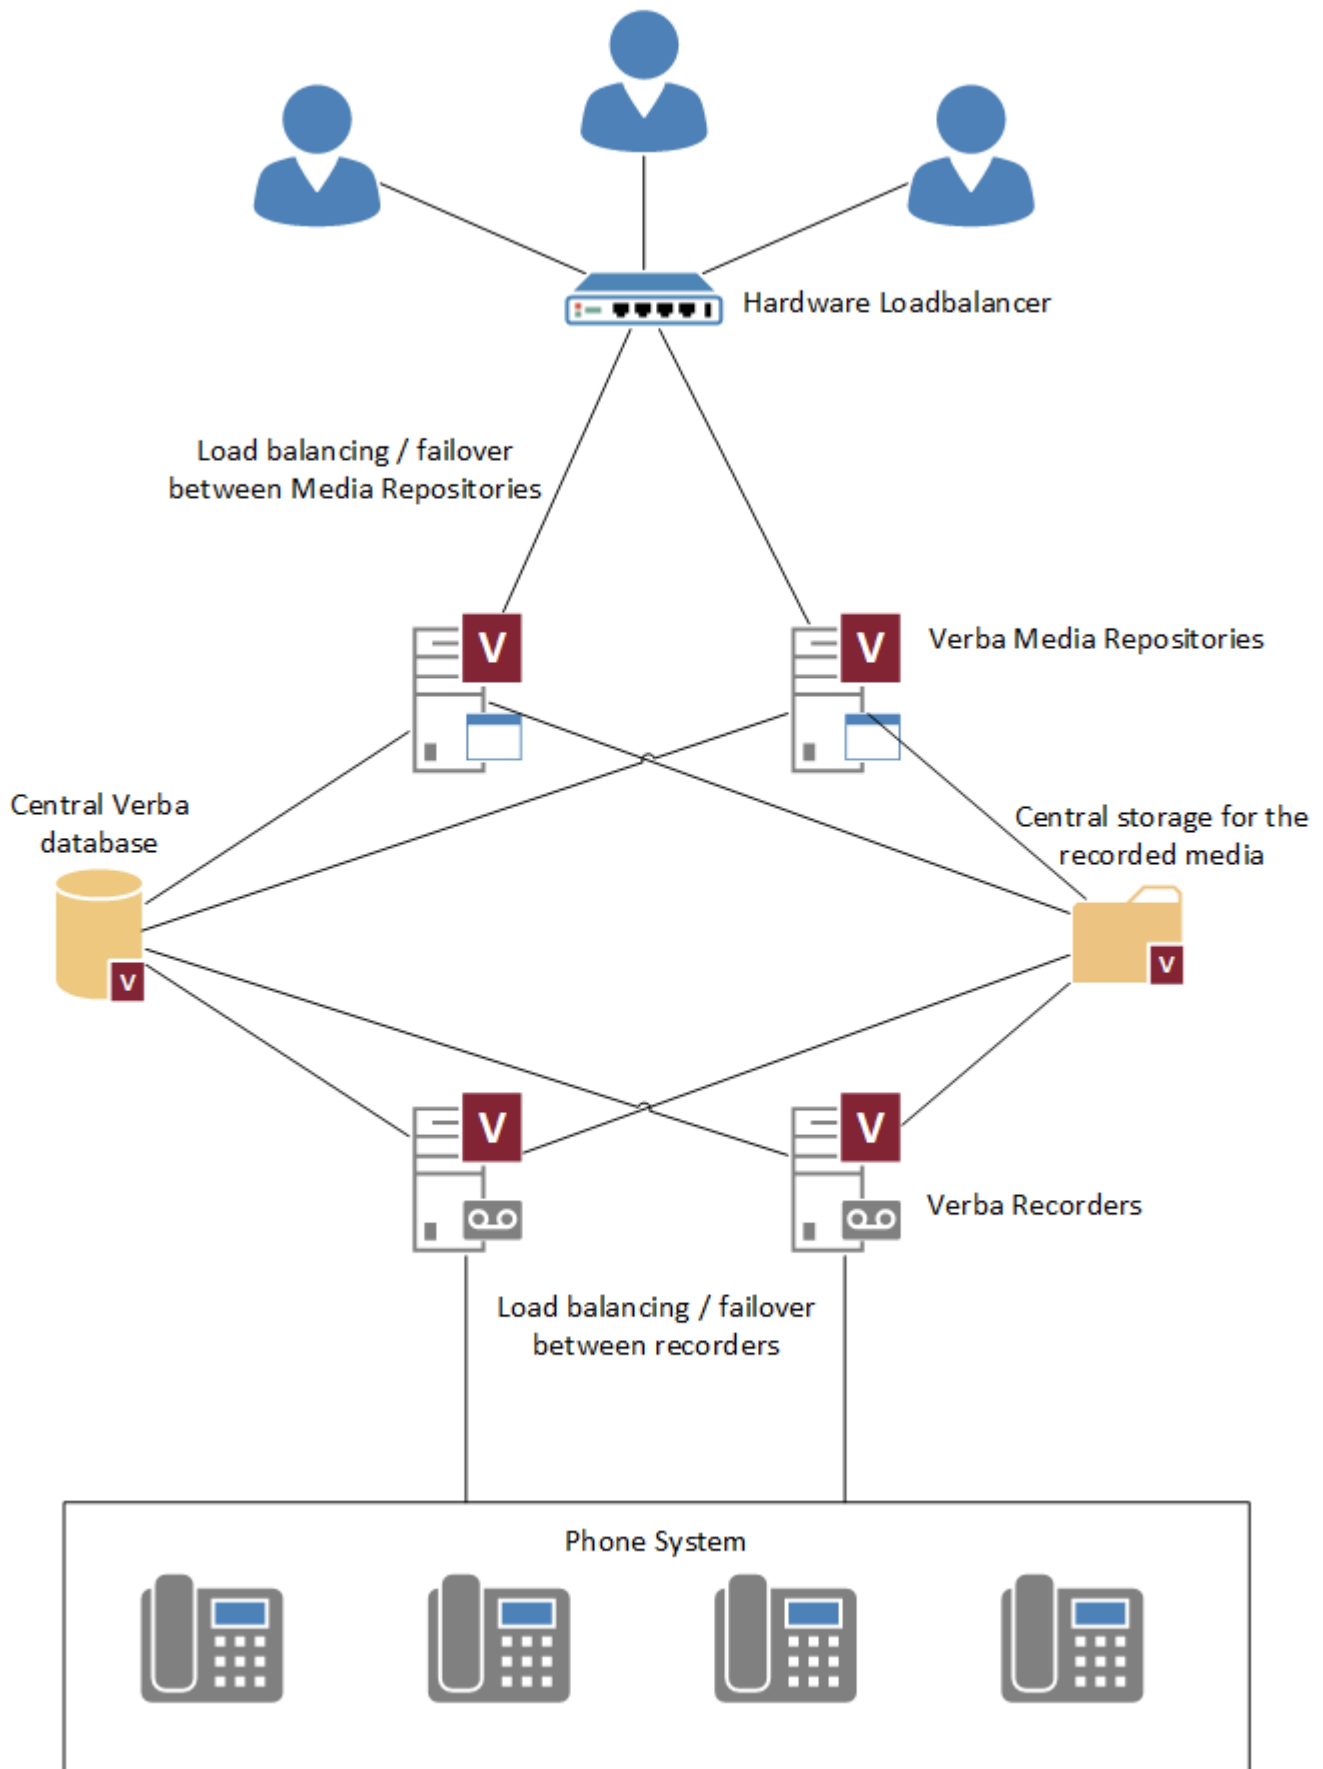 Hardware Loadbalancer
Load balancing / failover
between Media Repositories
V
V
Verba Media Repositories
Central Verba
database
Central storage for the
recorded media
V
V
V
V
Verba Recorders
Load balancing / failover
between recorders
Phone System